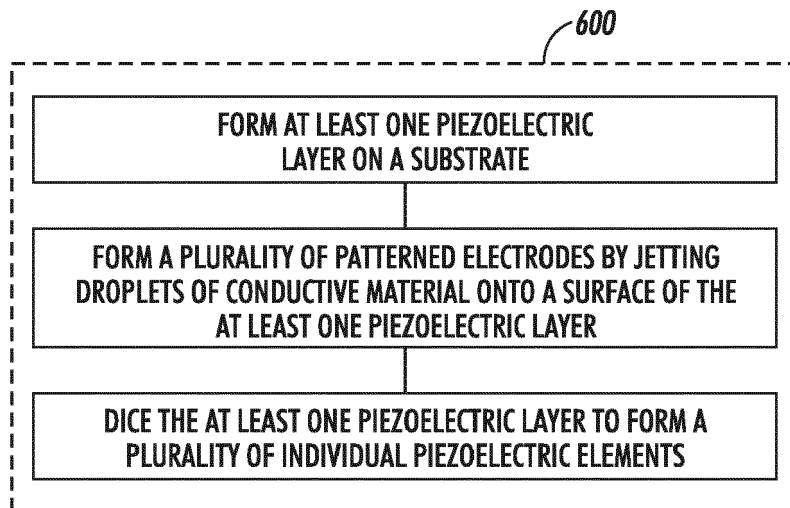 600
FORM AT LEAST ONE PIEZOELECTRIC
LAYER ON A SUBSTRATE
FORM A PLURALITY OF PATTERNED ELECTRODES BY JETTING
DROPLETS OF CONDUCTIVE MATERIAL ONTO A SURFACE OF THE
AT LEAST ONE PIEZOELECTRIC LAYER
DICE THE AT LEAST ONE PIEZOELECTRIC LAYER TO FORM A
PLURALITY OF INDIVIDUAL PIEZOELECTRIC ELEMENTS